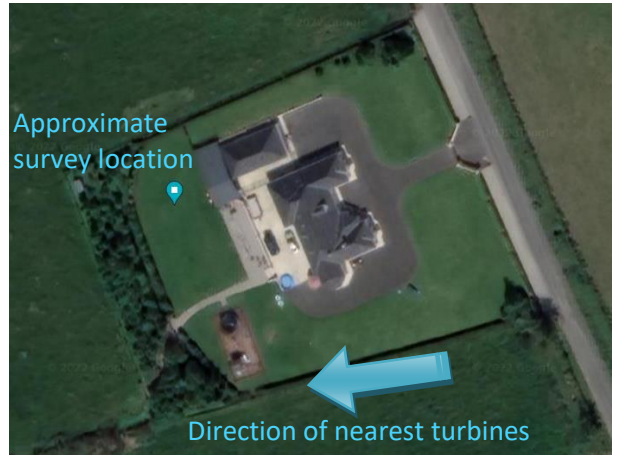 Approximate
survey location
Direction of nearest turbines